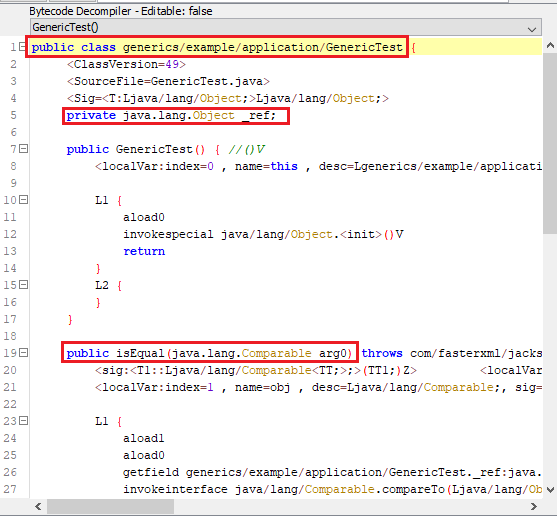 Bytecode Decompiler - Editable: false
GenericTest()
1 public class generics/example/application/GenericTest {
2 <ClassVersion=49>
3 <SourceFile=GenericTest.java>
4 <Sig=<T:Ljava/lang/Object;>Ljava/lang/Object;>
5 private java.lang.Object _ref;
6
7 public GenericTest() { //()V
8 <localVar:index=0 , name=this , desc=Lgenerics/example/applicati
9
10 L1 {
11 aload0
12 invokespecial java/lang/Object.<init>()V
13 return
14 }
15 L2 {
16 }
17 }
18
19 public isEqual(java.lang.Comparable arg0) throws com/fasterxml/jacks
20 <sig:<T1::Ljava/lang/Comparable<TT;>;>(TT1;)Z> <localVar
21 <localVar:index=1 , name=obj , desc=Ljava/lang/Comparable;, sig=
22
23 L1 {
24 aload1
25 aload0
26 getfield generics/example/application/GenericTest._ref:java.
27 invokeinterface java/lang/Comparable.compareTo(Ljava/lang/Ob